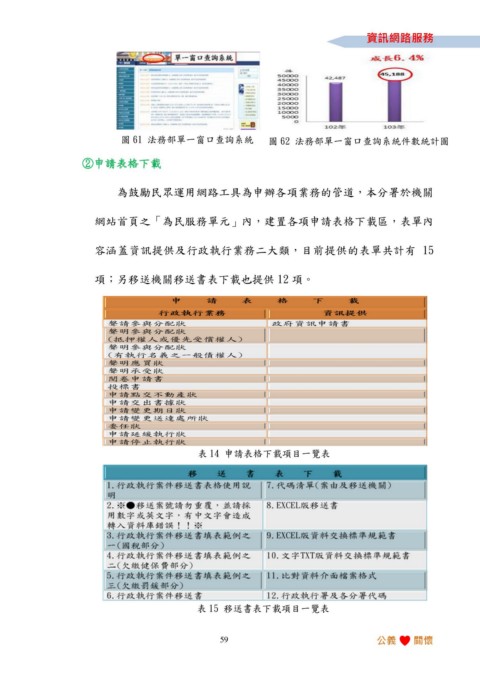 資訊網路服務
單一窗口查詢系統
成長6.4%
件
50000
45000
40000
35000
30000
25000
20000
15000
10000
5000
0
42,487
45,188
102年
103年
圖 61 法務部單一窗口查詢系統
圖 62 法務部單一窗口查詢系統件數統計圖
②申請表格下載
為鼓勵民眾運用網路工具為申辦各項業務的管道，本分署於機關
網站首頁之「為民服務單元」內，建置各項申請表格下載區，表單內
容涵蓋資訊提供及行政執行業務二大類，目前提供的表單共計有 15
項；另移送機關移送書表下載也提供 12 項。
申 請 表 格 下 載
行政執行業務 資訊提供
聲請參與分配狀 政府資訊申請書
聲明參與分配狀
(抵押權人或優先受償權人)
聲明參與分配狀
(有執行名義之一般債權人)
聲明應買狀
聲明承受狀
閱卷申請書
投標書
申請點交不動產狀
申請交出書據狀
申請變更期日狀
申請變更送達處所狀
委任狀
申請延緩執行狀
申請停止執行狀
表 14 申請表格下載項目一覽表
移 送 書 表 下 載
1.行政執行案件移送書表格使用說
明
7.代碼清單(案由及移送機關)
2.※●移送案號請勿重覆，並請採
用數字或英文字，有中文字會造成
轉入資料庫錯誤！！※
8.EXCEL版移送書
3.行政執行案件移送書填表範例之
一(國稅部分)
9.EXCEL版資料交換標準規範書
4.行政執行案件移送書填表範例之
二(欠繳健保費部分)
10.文字TXT版資料交換標準規範書
5.行政執行案件移送書填表範例之
三(欠繳罰鍰部分)
11.比對資料介面檔案格式
6.行政執行案件移送書
12.行政執行署及各分署代碼
表 15 移送書表下載項目一覽表
59
公義 ♥ 關懷